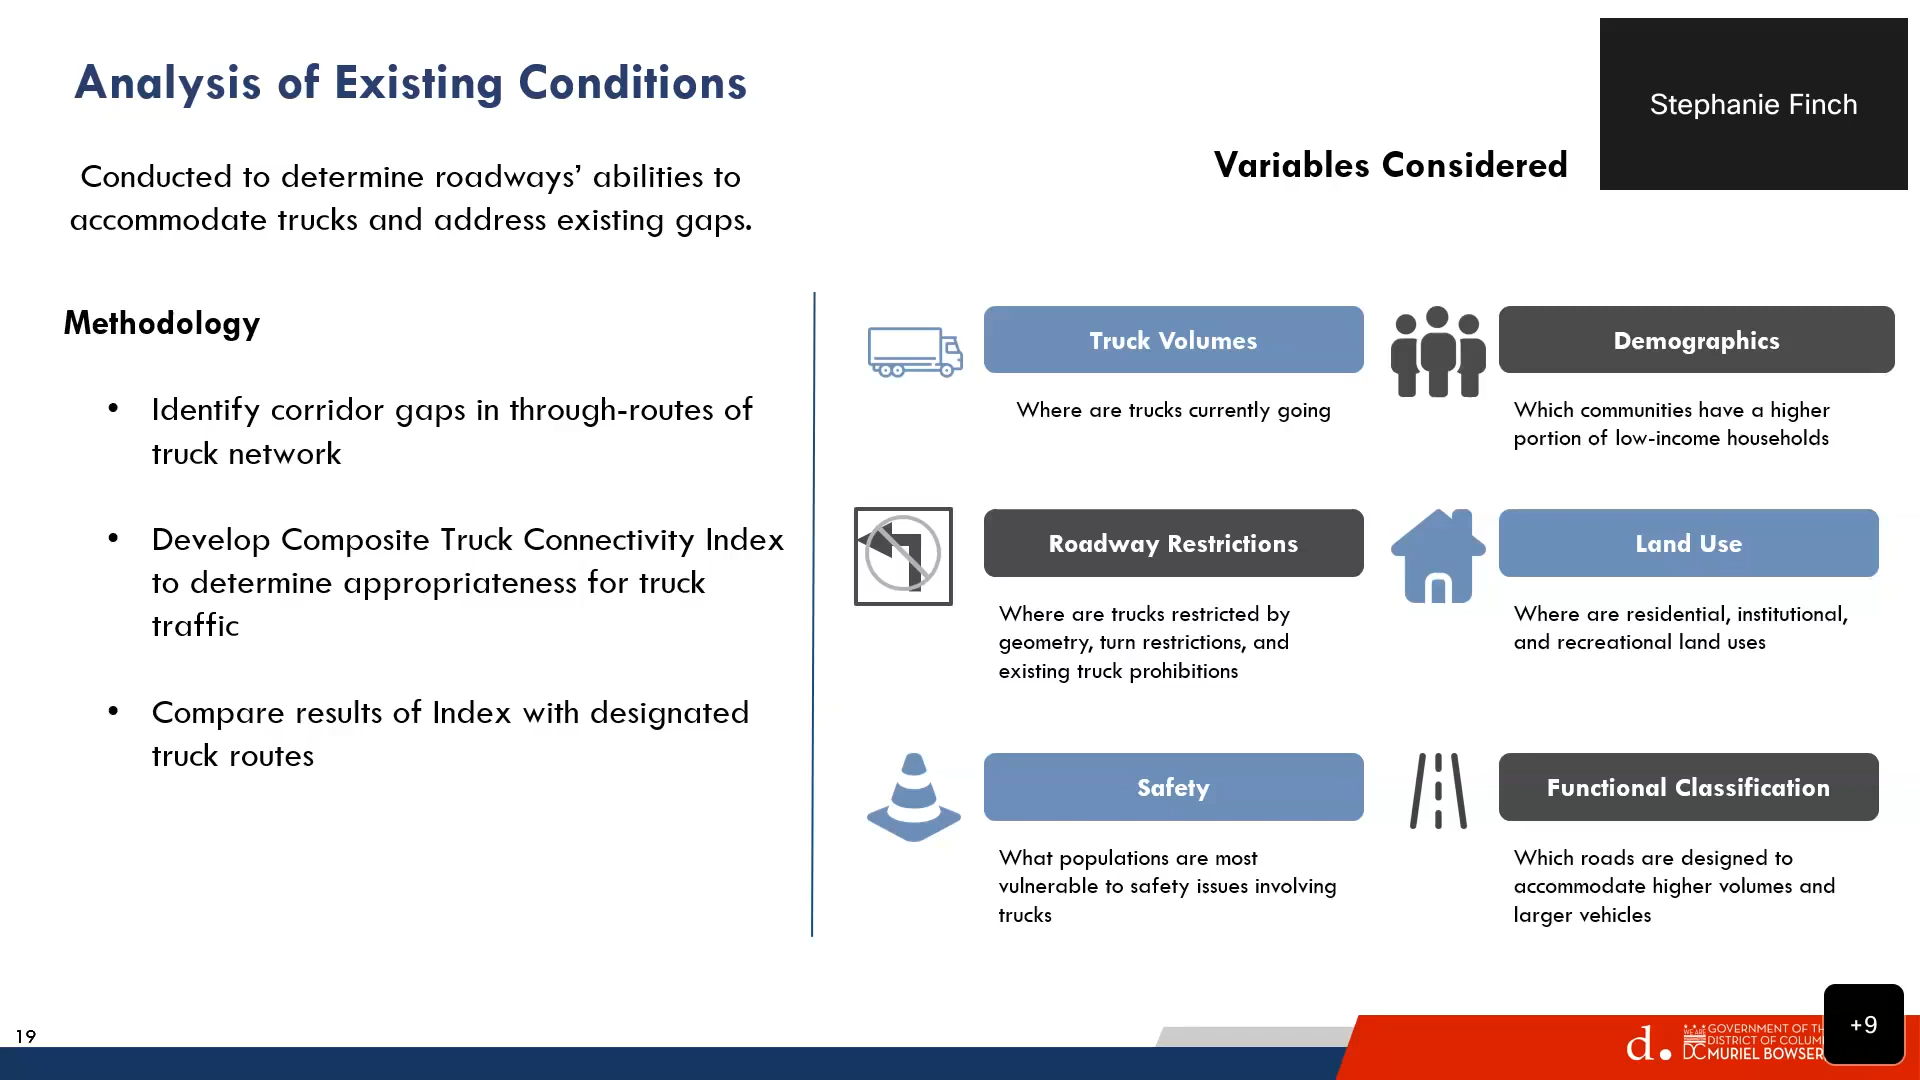 Analysis of Existing Conditions
Stephanie Finch
Conducted to determine roadways’ abilities to
accommodate trucks and address existing gaps.
Variables Considered
Methodology
• Identify corridor gaps in through-routes of
truck network
• Develop Composite Truck Connectivity Index
to determine appropriateness for truck
traffic
• Compare results of Index with designated
truck routes
Truck Volumes
Where are trucks currently going
Demographics
Which communities have a higher
portion of low-income households
Roadway Restrictions
Where are trucks restricted by
geometry, turn restrictions, and
existing truck prohibitions
Land Use
Where are residential, institutional,
and recreational land uses
Safety
What populations are most
vulnerable to safety issues involving
trucks
Functional Classification
Which roads are designed to
accommodate higher volumes and
larger vehicles
19
d.
WE ARE
DC
GOVERNMENT OF
DISTRICT OF
MURIEL BOWSER
+9